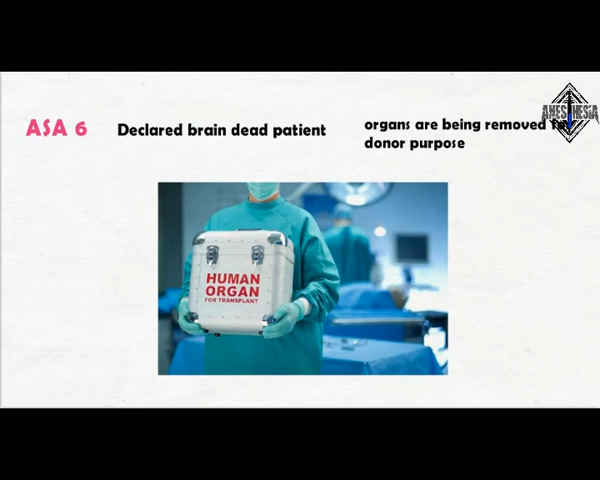 ASA 6
Declared brain dead patient
organs are being removed
donor purpose
ANESTHESIA
HUMAN
ORGAN
FOR TRANSPLANT